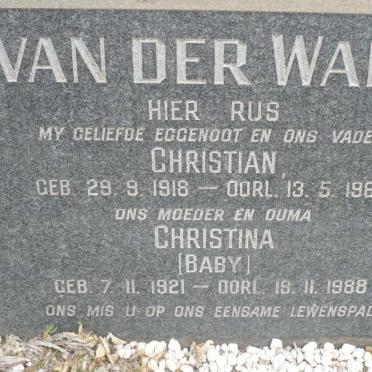 VAN DER WA
HIER RUS
MY GELIEFDE EGGENOOT EN ONS VADE
CHRISTIAN
GEB. 29. 9. 1918 — OORL. 13. 5. 196
ONS MOEDER EN OUMA
CHRISTINA
(BABY)
GEB. 7. 11. 1921 — OORL. 19. 11. 1988
ONS MIS U OP ONS EENSAME LEWENSPAD